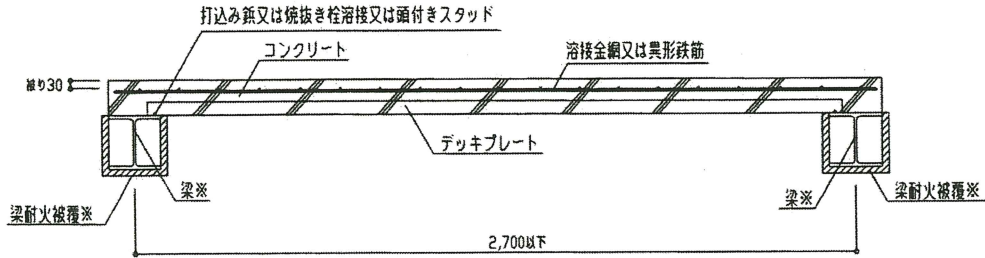 打込み鋲又は焼抜き栓溶接又は頭付きスタッド
コンクリート
溶接金網又は異形鉄筋
被り30
デッキプレート
梁※
梁耐火被覆※
梁※
梁耐火被覆※
2,700以下